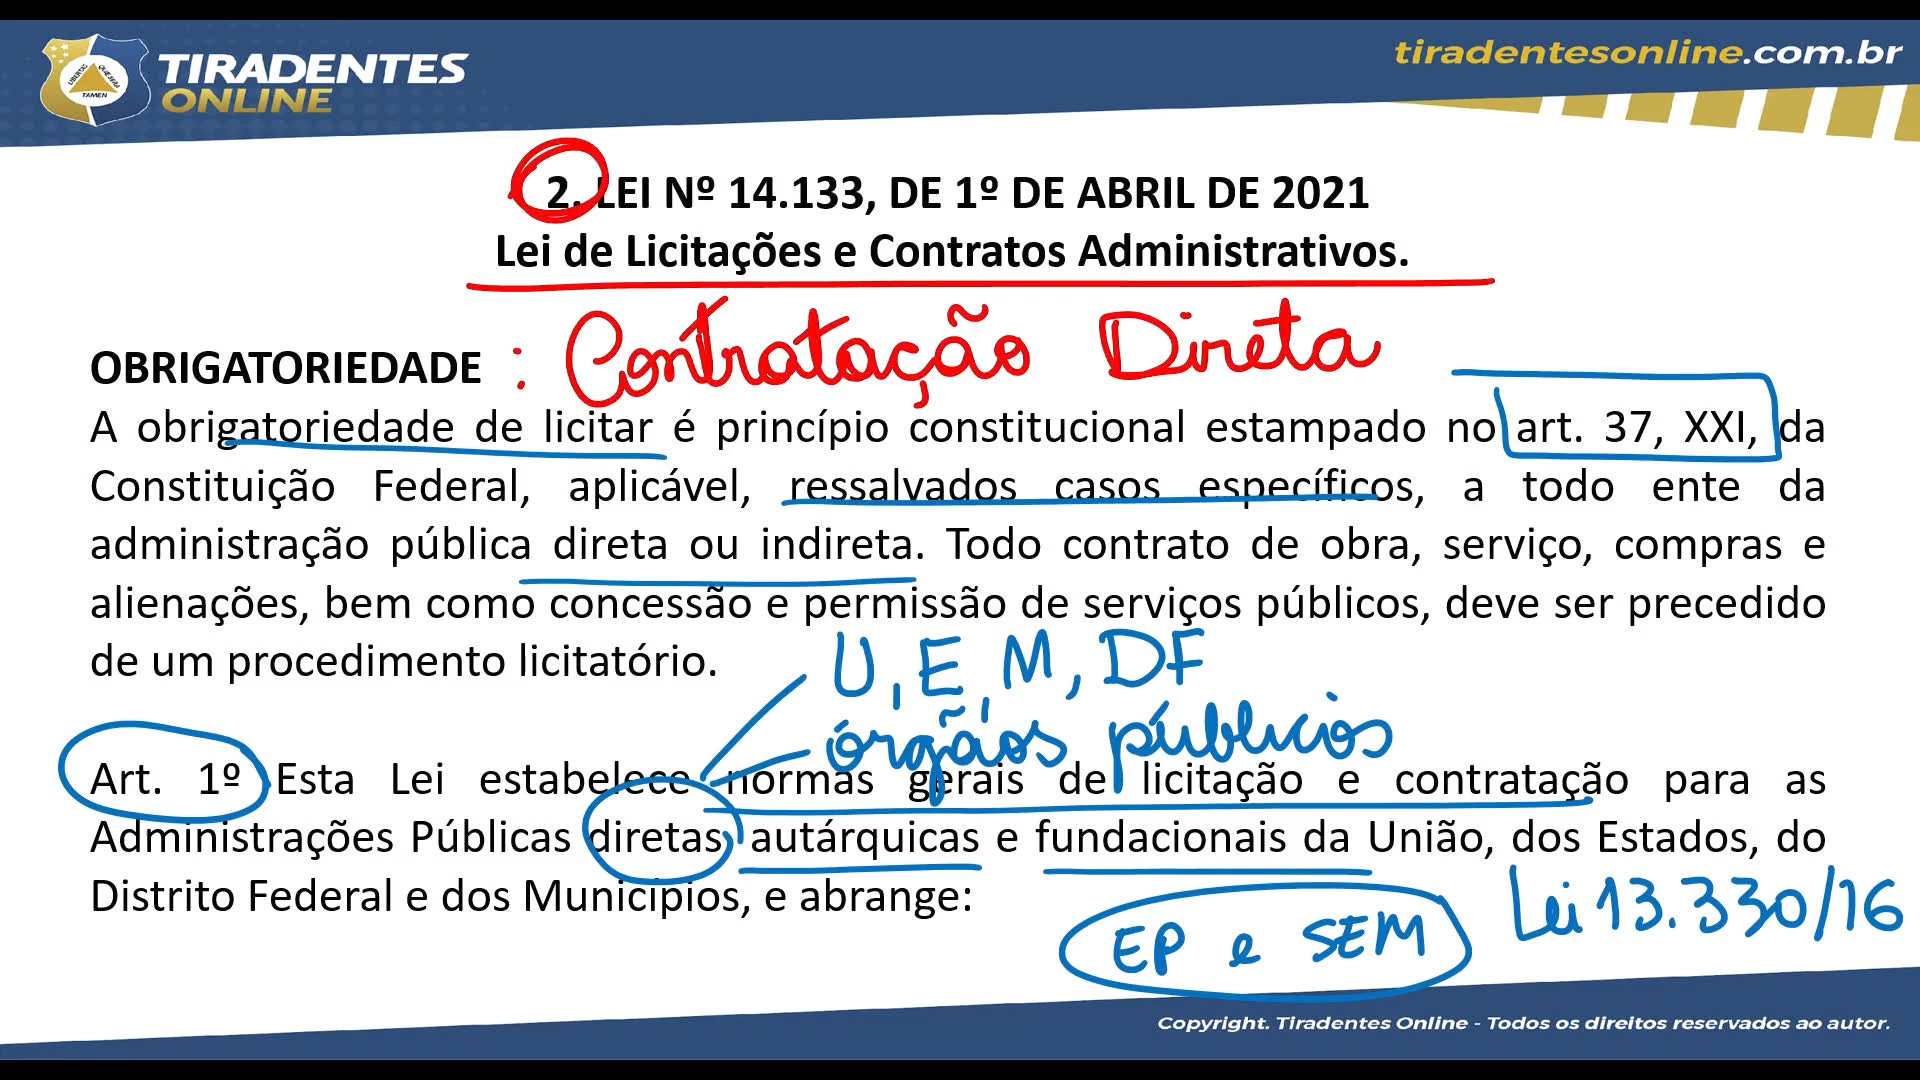 TIRADENTES
ONLINE
LIBERTAS QUAE SERA TAMEN
tiradentesonline.com.br
2. LEI Nº 14.133, DE 1º DE ABRIL DE 2021
Lei de Licitações e Contratos Administrativos.
OBRIGATORIEDADE : Contratação Direta
A obrigatoriedade de licitar é princípio constitucional estampado no art. 37, XXI, da
Constituição Federal, aplicável, ressalvados casos específicos, a todo ente da
administração pública direta ou indireta. Todo contrato de obra, serviço, compras e
alienações, bem como concessão e permissão de serviços públicos, deve ser precedido
de um procedimento licitatório.
U, E, M, DF
órgãos públicos
Art. 1º Esta Lei estabelece normas gerais de licitação e contratação para as
Administrações Públicas diretas, autárquicas e fundacionais da União, dos Estados, do
Distrito Federal e dos Municípios, e abrange:
EP e SEM
Lei 13.330/16
Copyright. Tiradentes Online - Todos os direitos reservados ao autor.